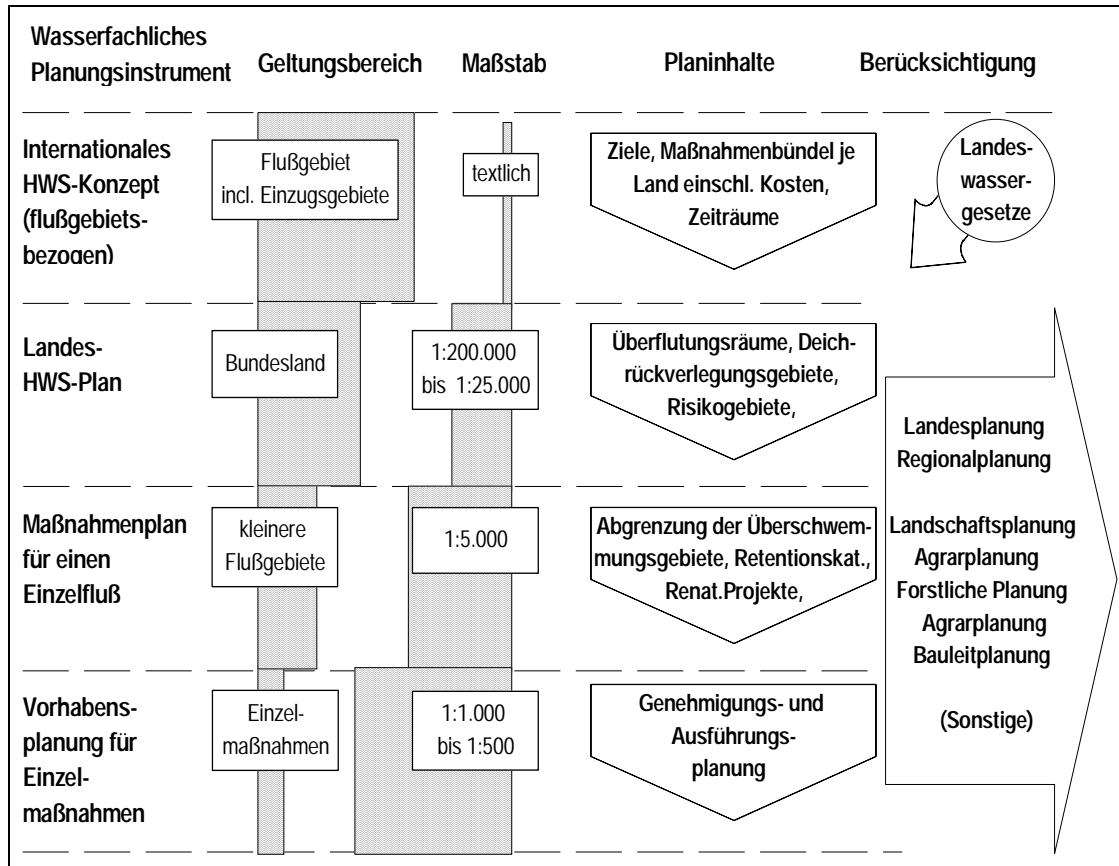 Wasserfachliches
Planungsinstrument
Geltungsbereich
Maßstab
Planinhalte
Berücksichtigung
Internationales
HWS-Konzept
(flußgebiets-
bezogen)
Flußgebiet
incl. Einzugsgebiete
textlich
Ziele, Maßnahmenbündel je
Land einschl. Kosten,
Zeiträume
Landes-
wasser-
gesetze
Landes-
HWS-Plan
Bundesland
1:200.000
bis 1:25.000
Überflutungsräume, Deich-
rückverlegungsgebiete,
Risikogebiete,
Maßnahmenplan
für einen
Einzelfluß
kleinere
Flußgebiete
1:5.000
Abgrenzung der Überschwem-
mungsgebiete, Retentionskat.,
Renat.Projekte,
Vorhabens-
planung für
Einzel-
maßnahmen
Einzel-
maßnahmen
1:1.000
bis 1:500
Genehmigungs- und
Ausführungs-
planung
Landesplanung
Regionalplanung
Landschaftsplanung
Agrarplanung
Forstliche Planung
Agrarplanung
Bauleitplanung
(Sonstige)